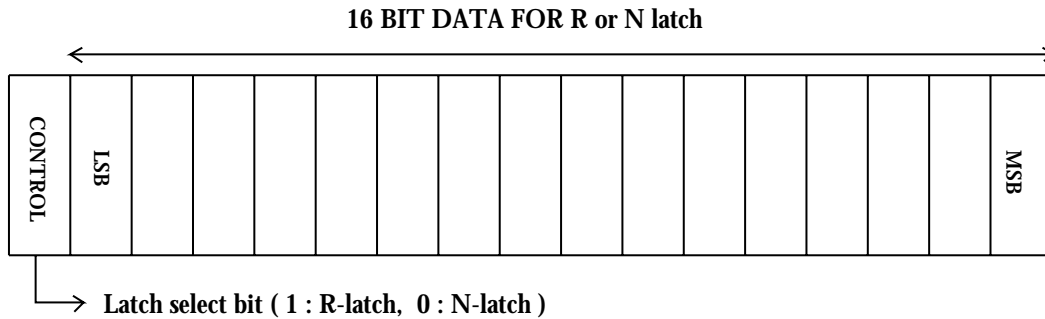 16 BIT DATA FOR R or N latch
CONTROL
LSB
MSB
Latch select bit ( 1 : R-latch, 0 : N-latch )